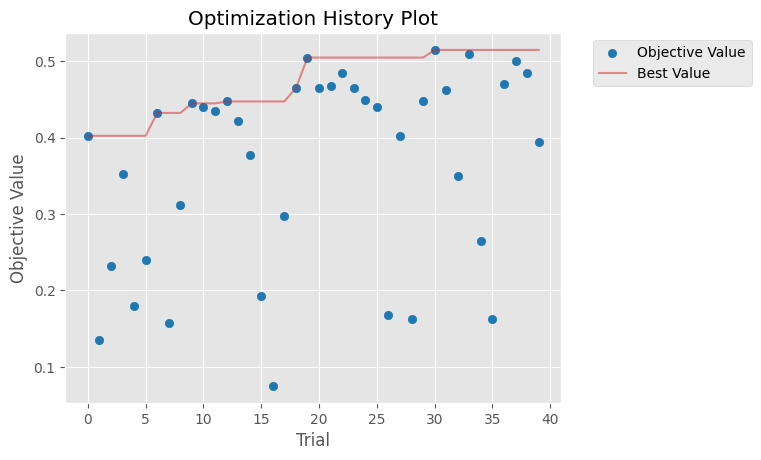 Optimization History Plot
Objective Value
Best Value
Objective Value
0.5
0.4
0.3
0.2
0.1
0 5 10 15 20 25 30 35 40
Trial